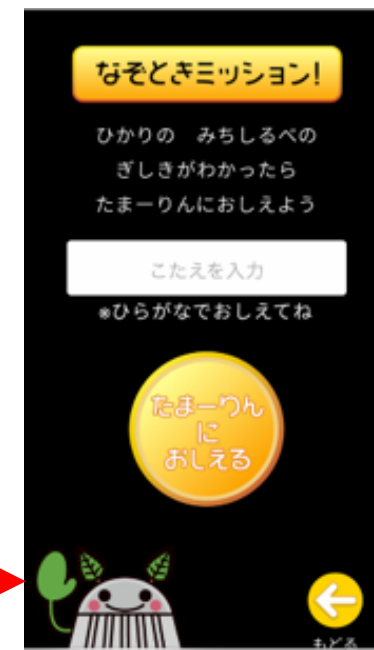 なぞときミッション!
ひかりの　みちしるべの
ぎしきがわかったら
たまーりんにおしえよう
こたえを入力
※ひらがなでおしえてね
たまーりん
に
おしえる
もどる